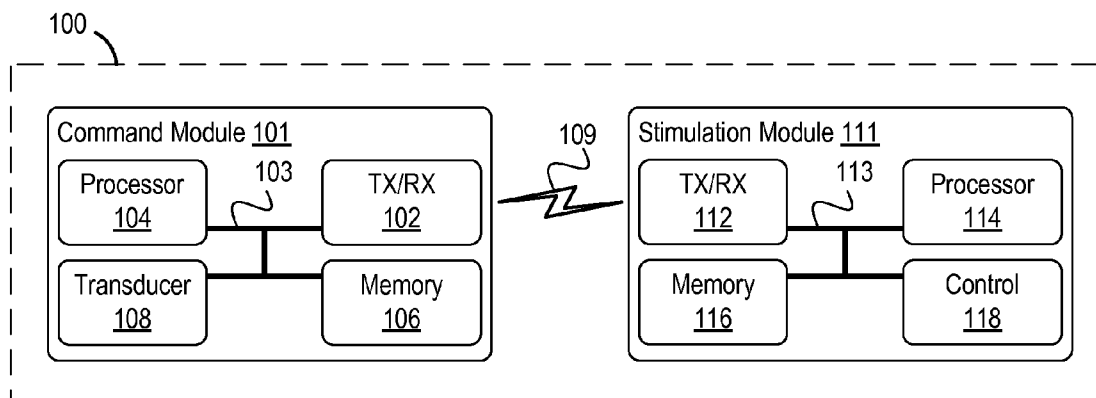 100
Command Module 101
Processor
104
103
TX/RX
102
Transducer
108
Memory
106
109
Stimulation Module 111
TX/RX
112
113
Processor
114
Memory
116
Control
118